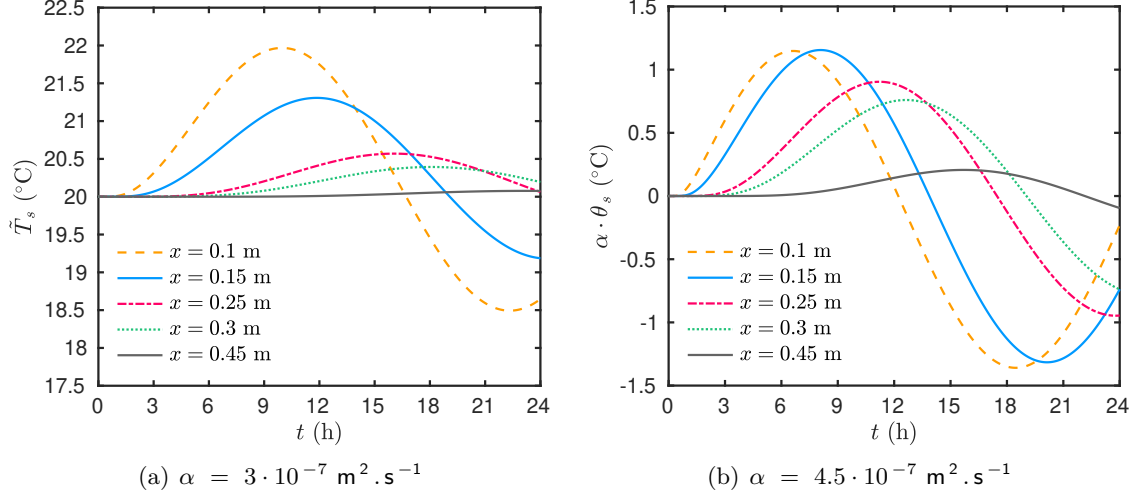 22.5
22
21.5
21
20.5
20
19.5
19
18.5
18
17.5
T̃ s (°C)
x = 0.1 m
x = 0.15 m
x = 0.25 m
x = 0.3 m
x = 0.45 m
0 3 6 9 12 15 18 21 24
t (h)
(a) α = 3 · 10⁻⁷ m² . s⁻¹
1.5
1
0.5
0
-0.5
-1
-1.5
α · θ s (°C)
x = 0.1 m
x = 0.15 m
x = 0.25 m
x = 0.3 m
x = 0.45 m
0 3 6 9 12 15 18 21 24
t (h)
(b) α = 4.5 · 10⁻⁷ m² . s⁻¹